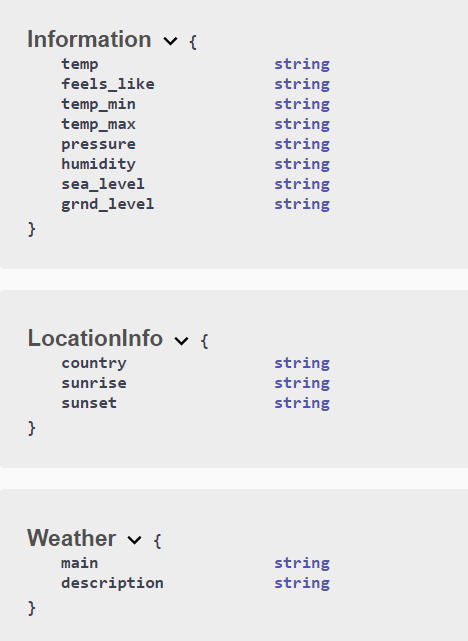 Information {
temp string
feels_like string
temp_min string
temp_max string
pressure string
humidity string
sea_level string
grnd_level string
}
LocationInfo {
country string
sunrise string
sunset string
}
Weather {
main string
description string
}